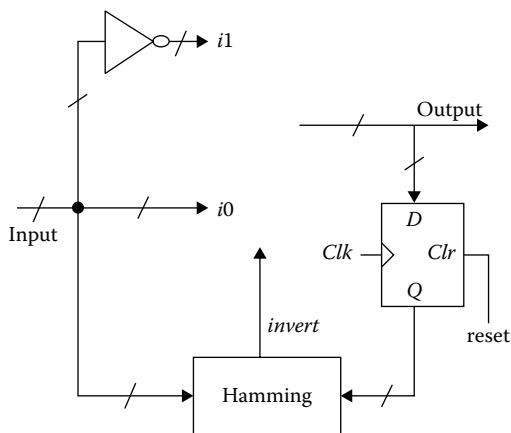 i1
Output
i0
Input
D
Clk
Clr
Q
invert
reset
Hamming